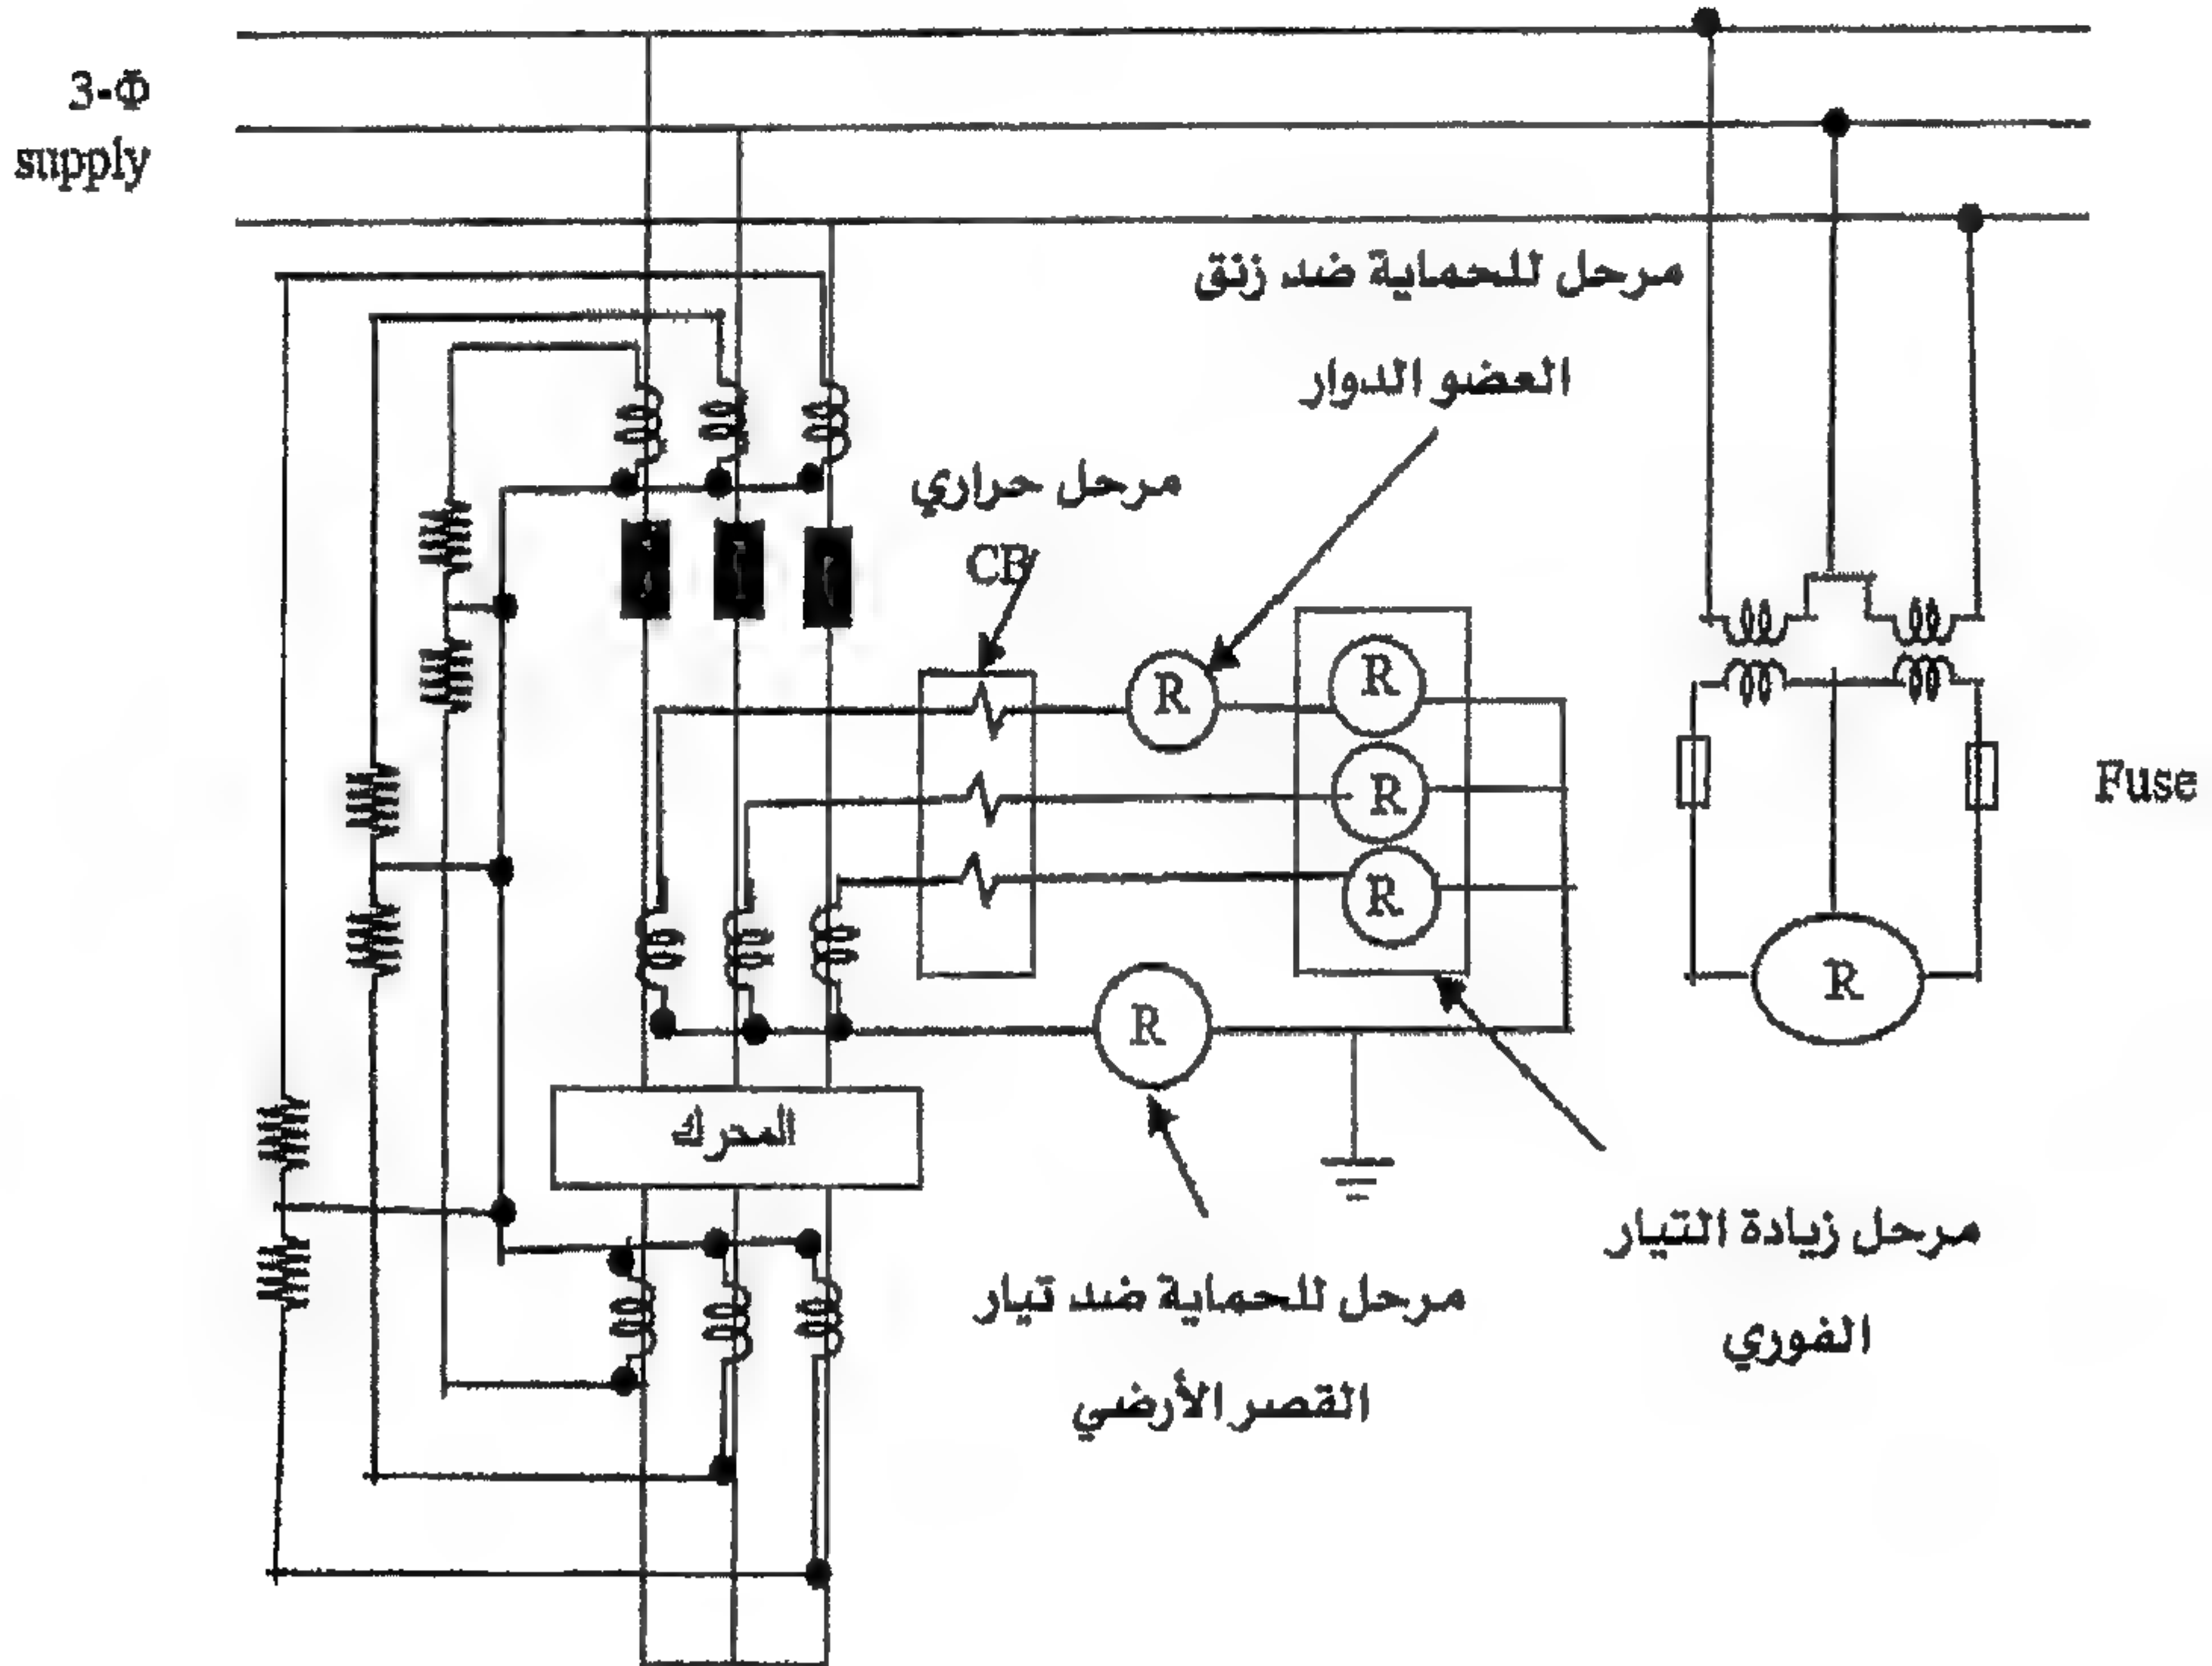 3-Φ
supply
مرحل للحماية ضد زنق
العضو الدوار
مرحل حراري
CB
R
R
R
R
R
R
Fuse
المحرك
مرحل زيادة التيار
الفوري
مرحل للحماية ضد تيار
القصر الأرضي